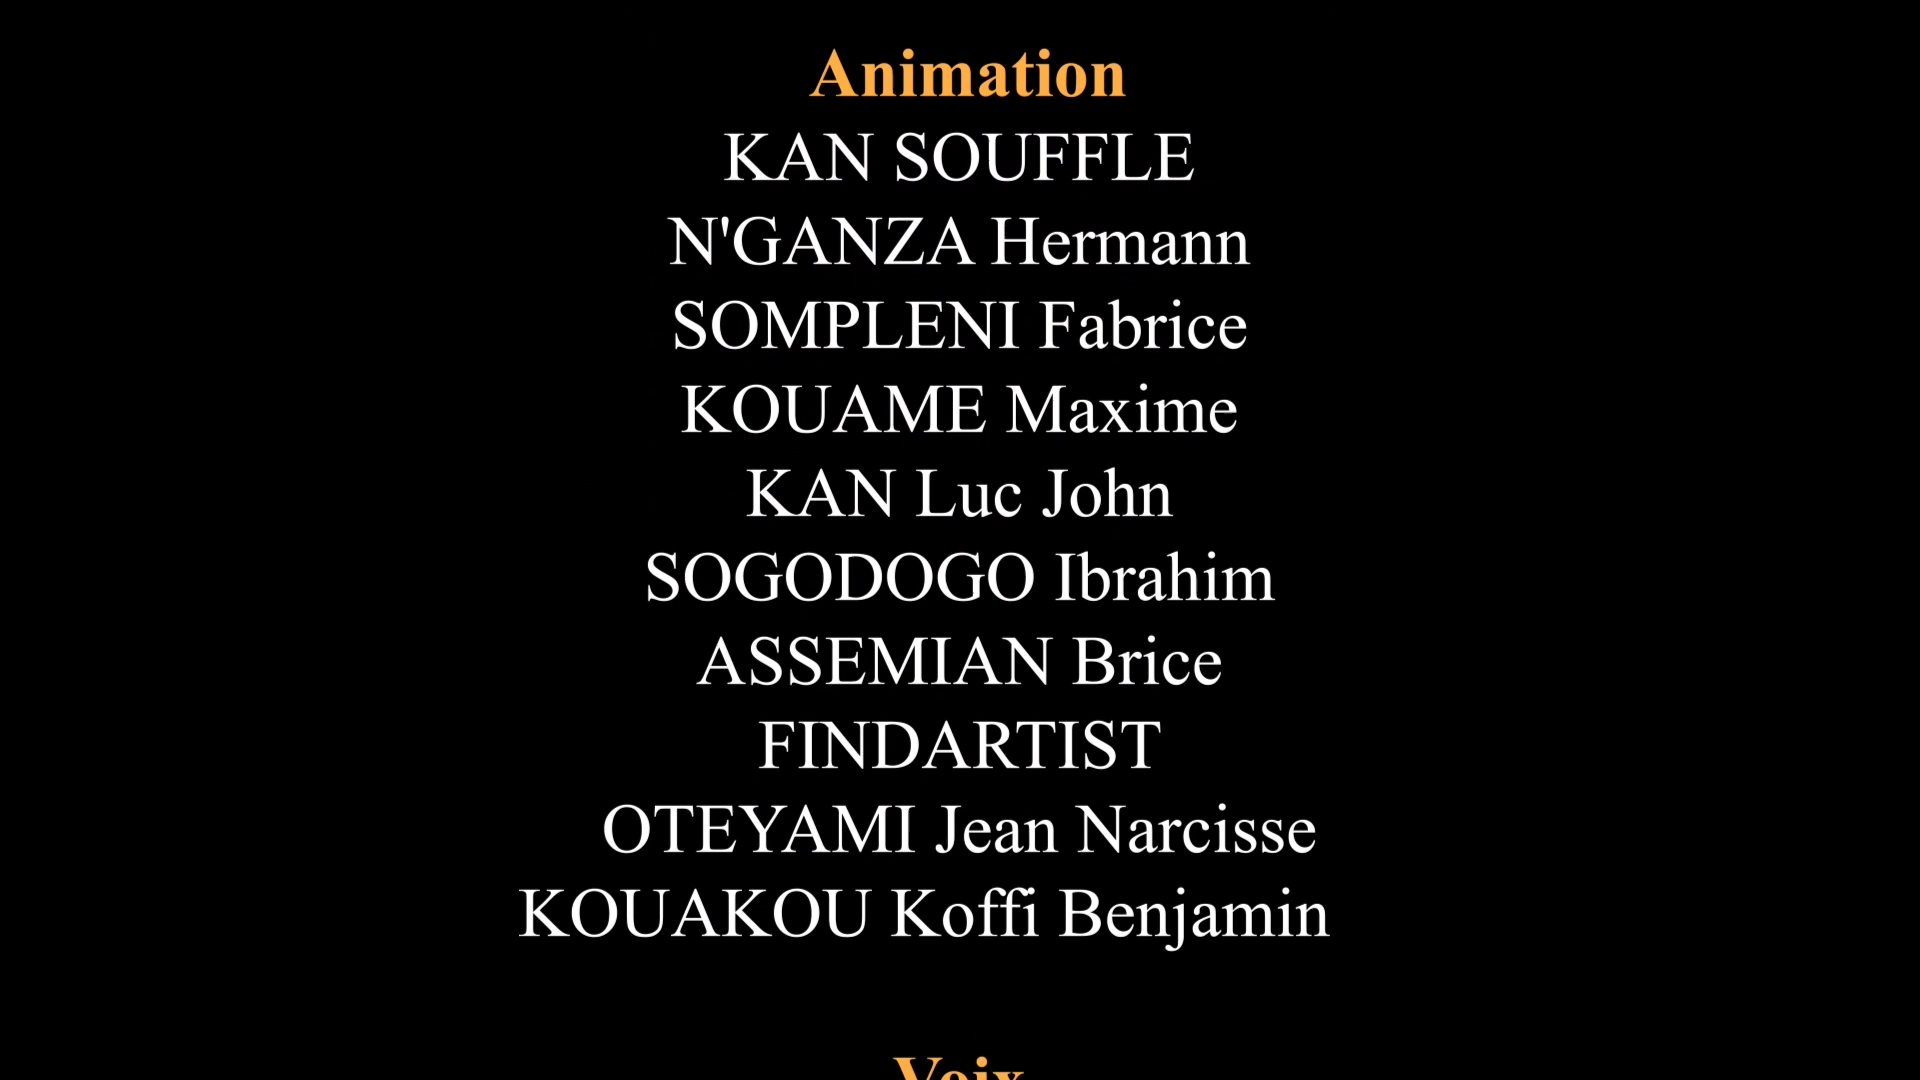 Animation
KAN SOUFFLE
N'GANZA Hermann
SOMPLENI Fabrice
KOUAME Maxime
KAN Luc John
SOGODOGO Ibrahim
ASSEMIAN Brice
FINDARTIST
OTEYAMI Jean Narcisse
KOUAKOU Koffi Benjamin
Voix